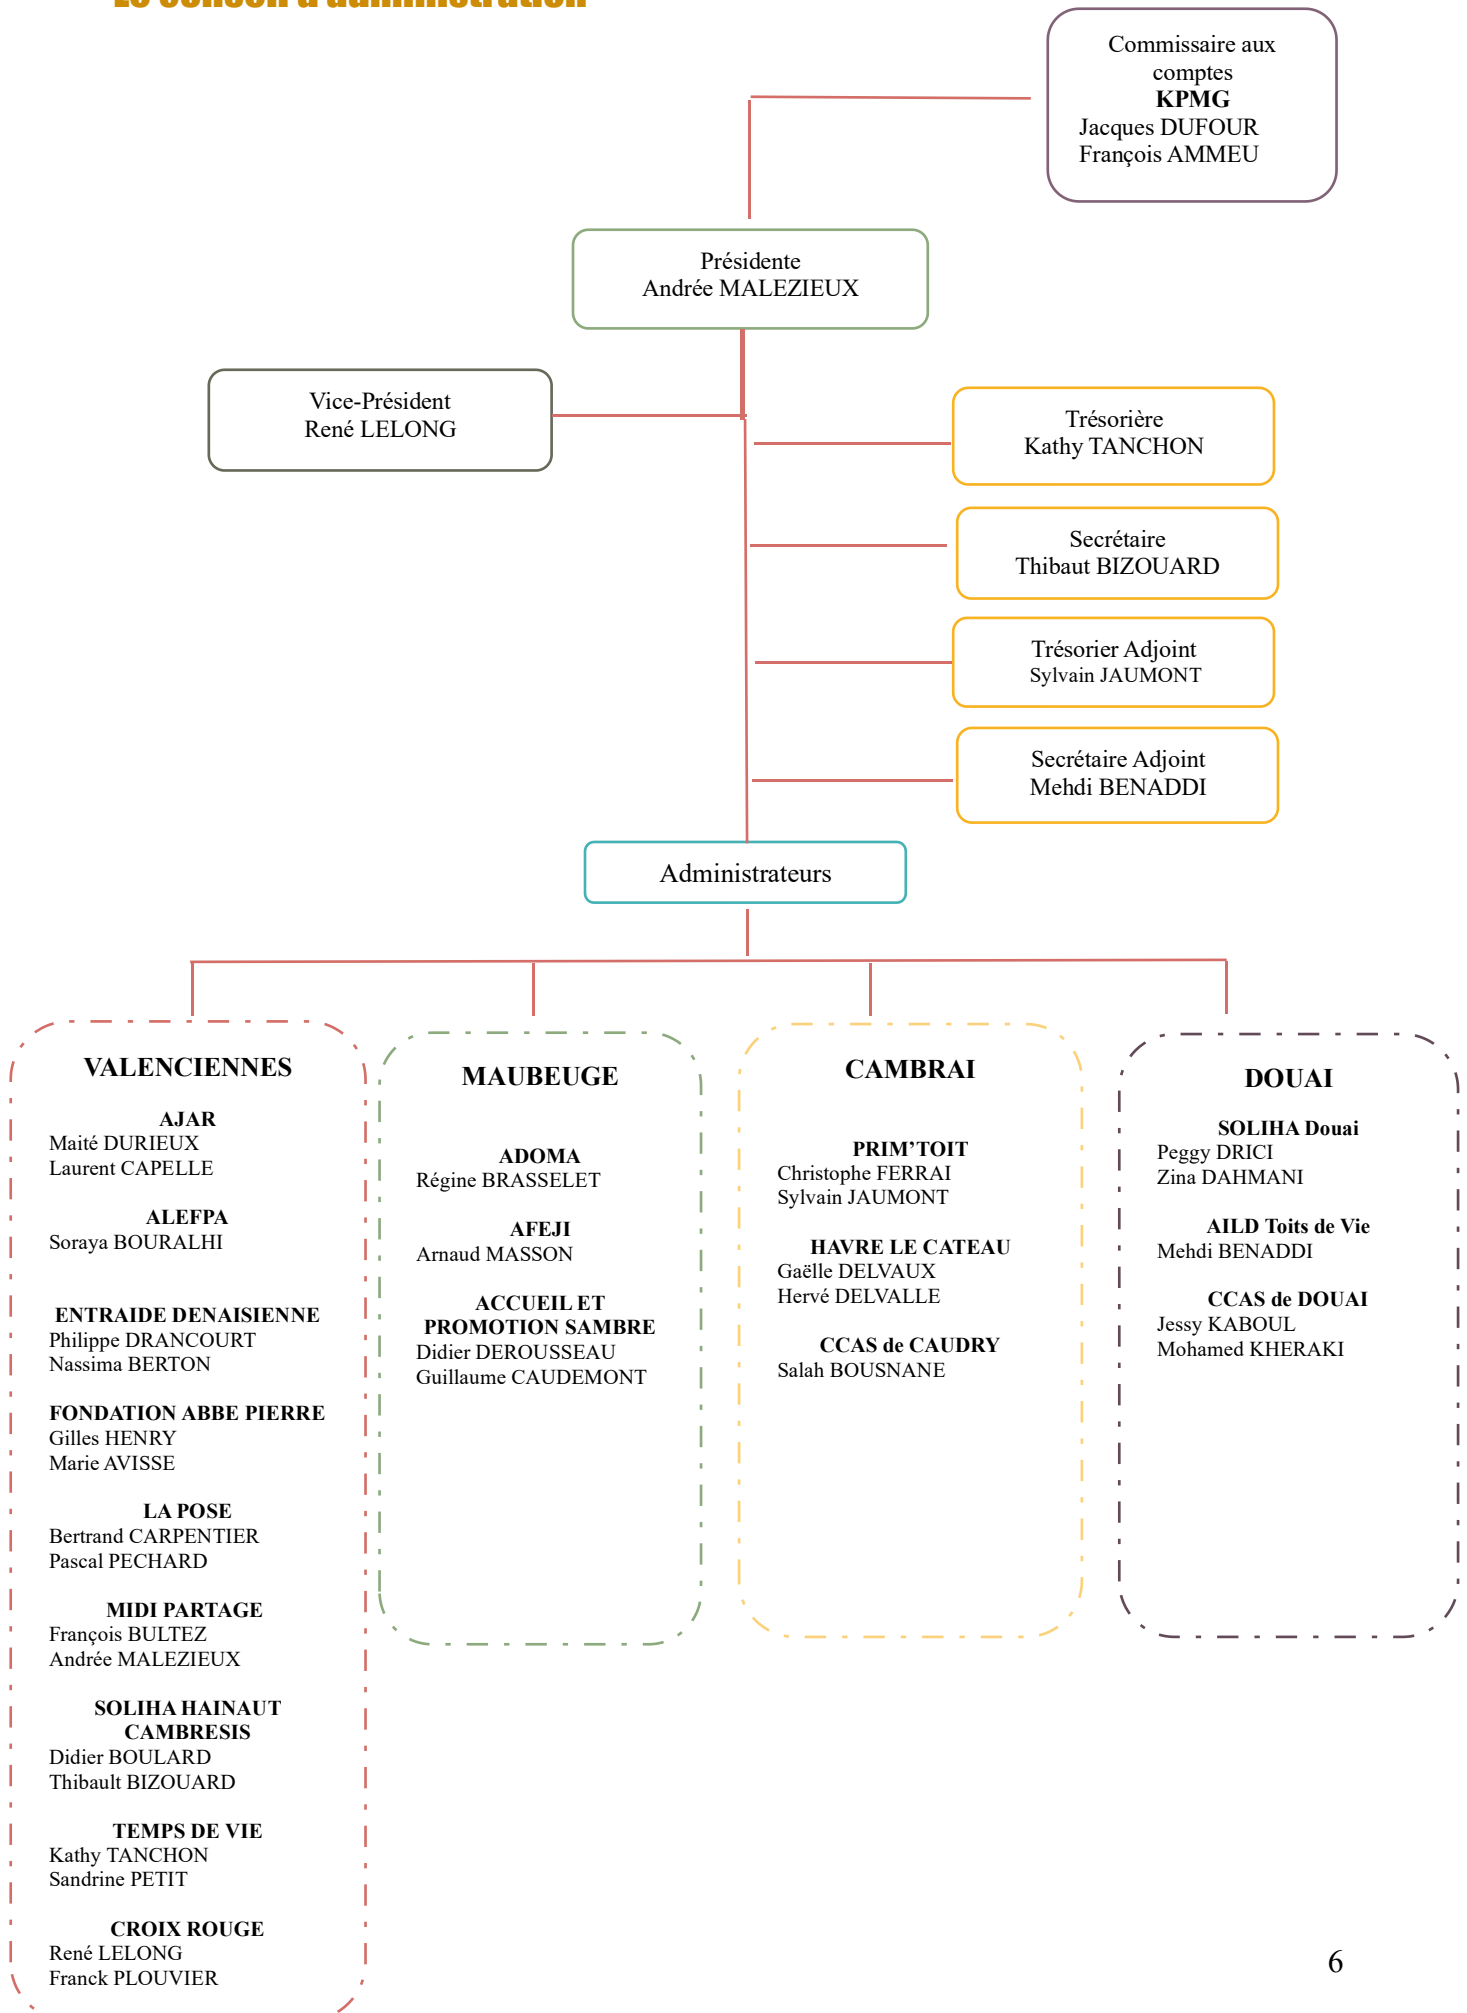 Le conseil d'administration
Commissaire aux
comptes
KPMG
Jacques DUFOUR
François AMMEU
Présidente
Andrée MALEZIEUX
Vice-Président
René LELONG
Trésorière
Kathy TANCHON
Secrétaire
Thibaut BIZOUARD
Trésorier Adjoint
Sylvain JAUMONT
Secrétaire Adjoint
Mehdi BENADDI
Administrateurs
VALENCIENNES
AJAR
Maité DURIEUX
Laurent CAPELLE
ALEFPA
Soraya BOURALHI
ENTRAIDE DENAISIENNE
Philippe DRANCOURT
Nassima BERTON
FONDATION ABBE PIERRE
Gilles HENRY
Marie AVISSE
LA POSE
Bertrand CARPENTIER
Pascal PECHARD
MIDI PARTAGE
François BULTEZ
Andrée MALEZIEUX
SOLIHA HAINAUT
CAMBRESIS
Didier BOULARD
Thibault BIZOUARD
TEMPS DE VIE
Kathy TANCHON
Sandrine PETIT
CROIX ROUGE
René LELONG
Franck PLOUVIER
MAUBEUGE
ADOMA
Régine BRASSELET
AFEJI
Arnaud MASSON
ACCUEIL ET
PROMOTION SAMBRE
Didier DEROUSSEAU
Guillaume CAUDEMONT
CAMBRAI
PRIM'TOIT
Christophe FERRAI
Sylvain JAUMONT
HAVRE LE CATEAU
Gaëlle DELVAUX
Hervé DELVALLE
CCAS de CAUDRY
Salah BOUSNANE
DOUAI
SOLIHA Douai
Peggy DRICI
Zina DAHMANI
AILD Toits de Vie
Mehdi BENADDI
CCAS de DOUAI
Jessy KABOUL
Mohamed KHERAKI
6